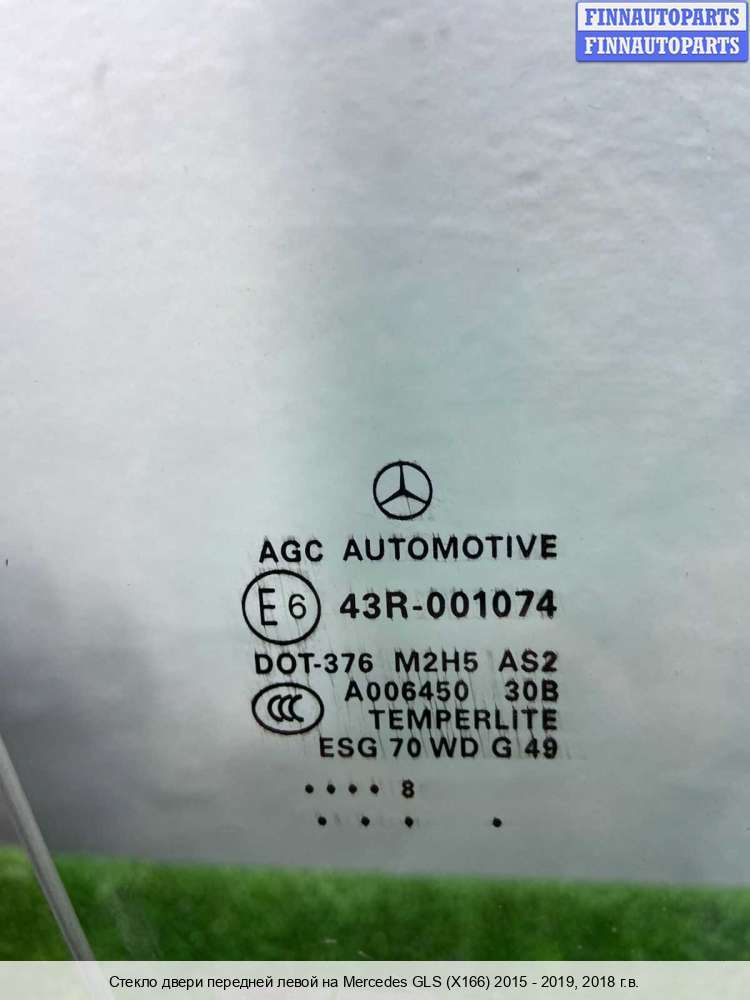 FINNAUTOPARTS
FINNAUTOPARTS
AGC AUTOMOTIVE
E6 43R-001074
DOT-376 M2H5 AS2
CCC A006450 30B
TEMPERLITE
ESG 70 WD G 49
• • • • 8
• • • •
Стекло двери передней левой на Mercedes GLS (X166) 2015 - 2019, 2018 г.в.